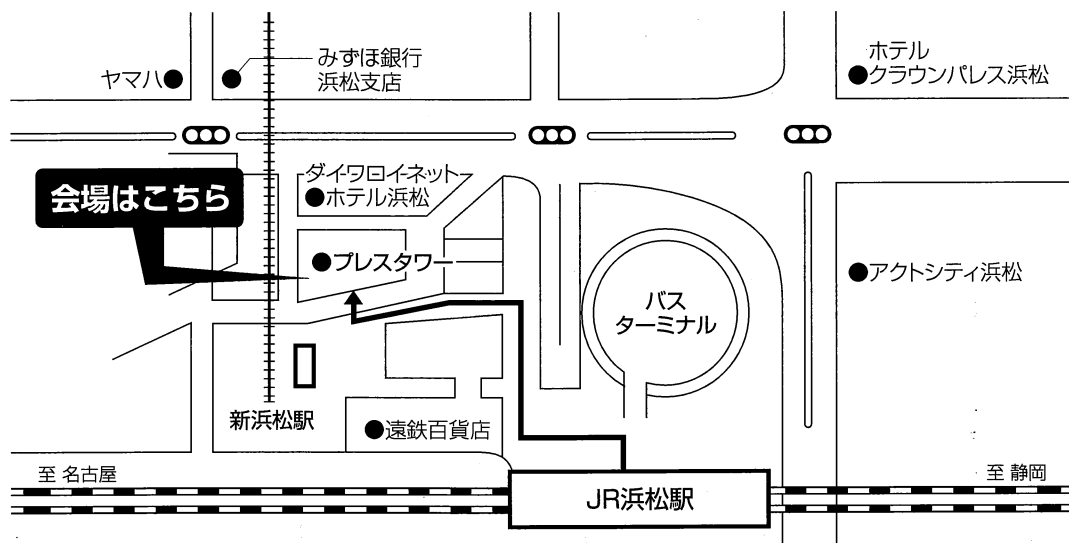 ヤマハ
みずほ銀行
浜松支店
ホテル
クラウンパレス浜松
会場はこちら
ダイワロイネット
ホテル浜松
プレスタワー
アクトシティ浜松
バス
ターミナル
新浜松駅
遠鉄百貨店
至 名古屋
至 静岡
JR浜松駅